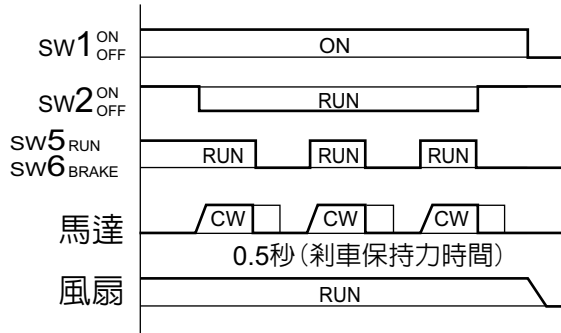 SW1 ON OFF ON
SW2 ON OFF RUN
SW5 RUN RUN RUN RUN
SW6 BRAKE
馬達 CW CW CW
0.5秒(剎車保持力時間)
風扇 RUN